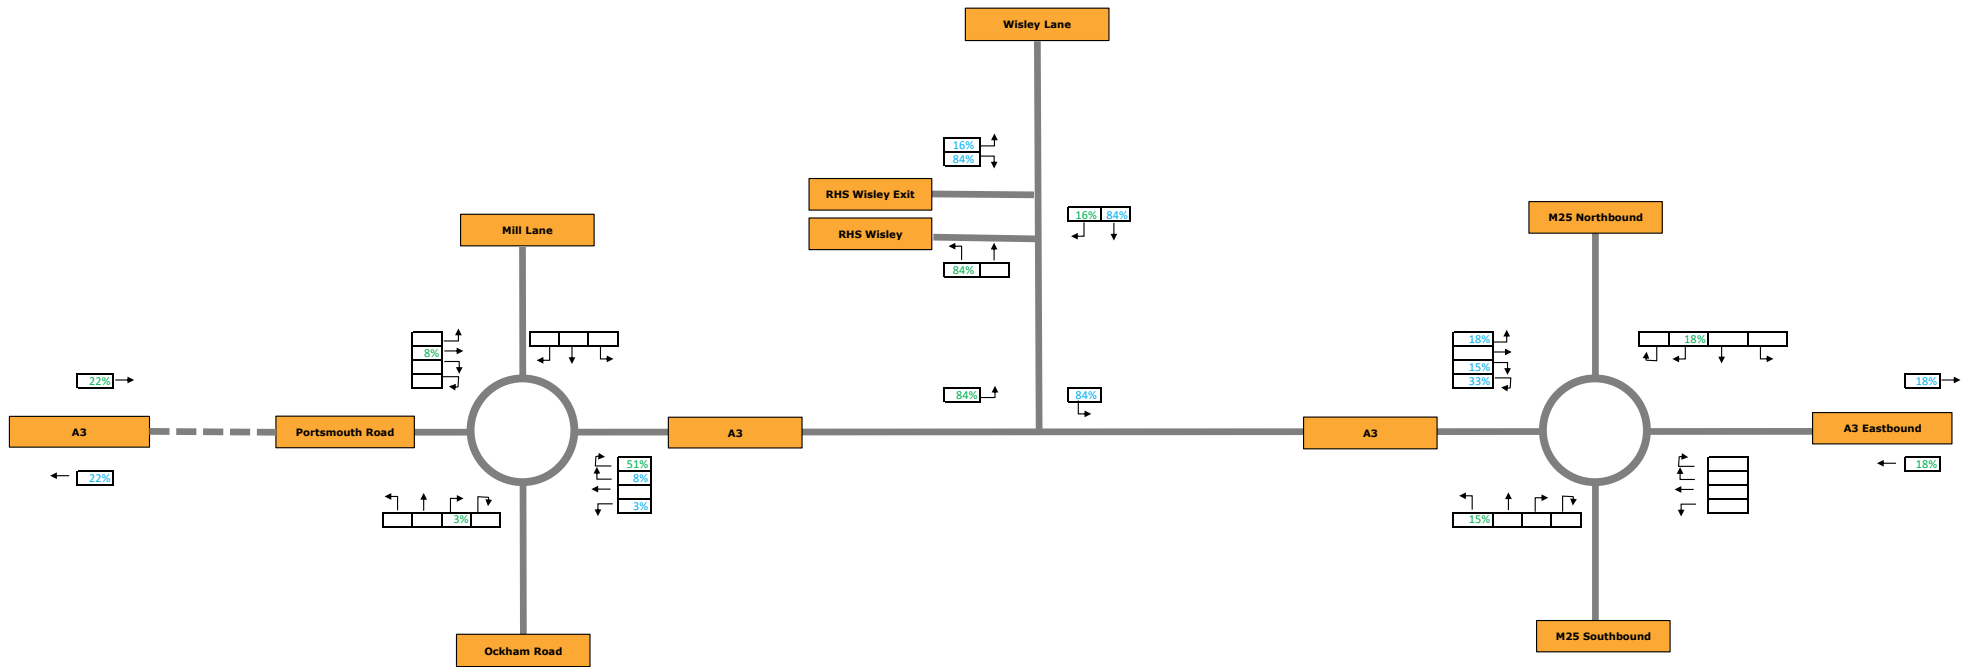 Wisley Lane
16%
84%
RHS Wisley Exit
RHS Wisley
16% 84%
84%
Mill Lane
M25 Northbound
8%
18%
15%
33%
18%
22%
84%
84%
18%
A3
Portsmouth Road
A3
A3
A3 Eastbound
22%
51%
8%
3%
18%
3%
15%
Ockham Road
M25 Southbound